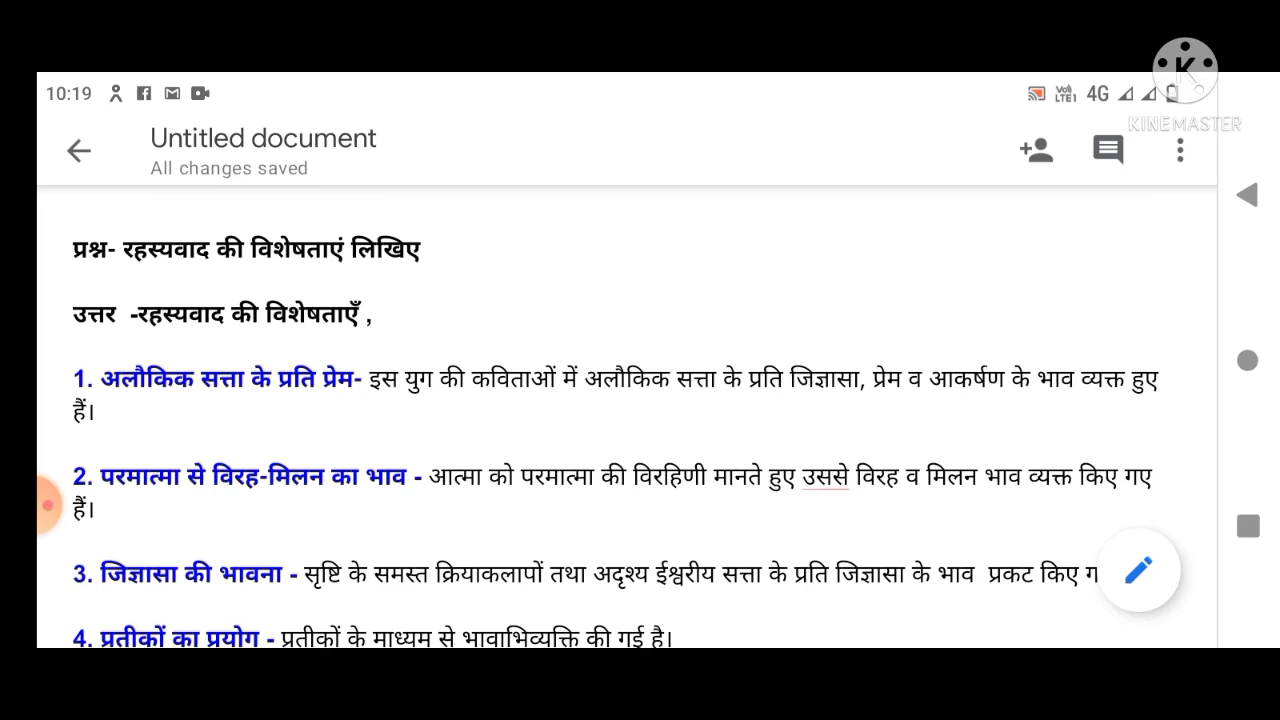 10:19
Vo) LTE1 4G
KINEMASTER
Untitled document
All changes saved
प्रश्न- रहस्यवाद की विशेषताएं लिखिए
उत्तर -रहस्यवाद की विशेषताएँ ,
1. अलौकिक सत्ता के प्रति प्रेम- इस युग की कविताओं में अलौकिक सत्ता के प्रति जिज्ञासा, प्रेम व आकर्षण के भाव व्यक्त हुए
हैं।
2. परमात्मा से विरह-मिलन का भाव - आत्मा को परमात्मा की विरहिणी मानते हुए उससे विरह व मिलन भाव व्यक्त किए गए
हैं।
3. जिज्ञासा की भावना - सृष्टि के समस्त क्रियाकलापों तथा अदृश्य ईश्वरीय सत्ता के प्रति जिज्ञासा के भाव प्रकट किए
4. प्रतीकों का प्रयोग - प्रतीकों के माध्यम से भावाभिव्यक्ति की गई है।